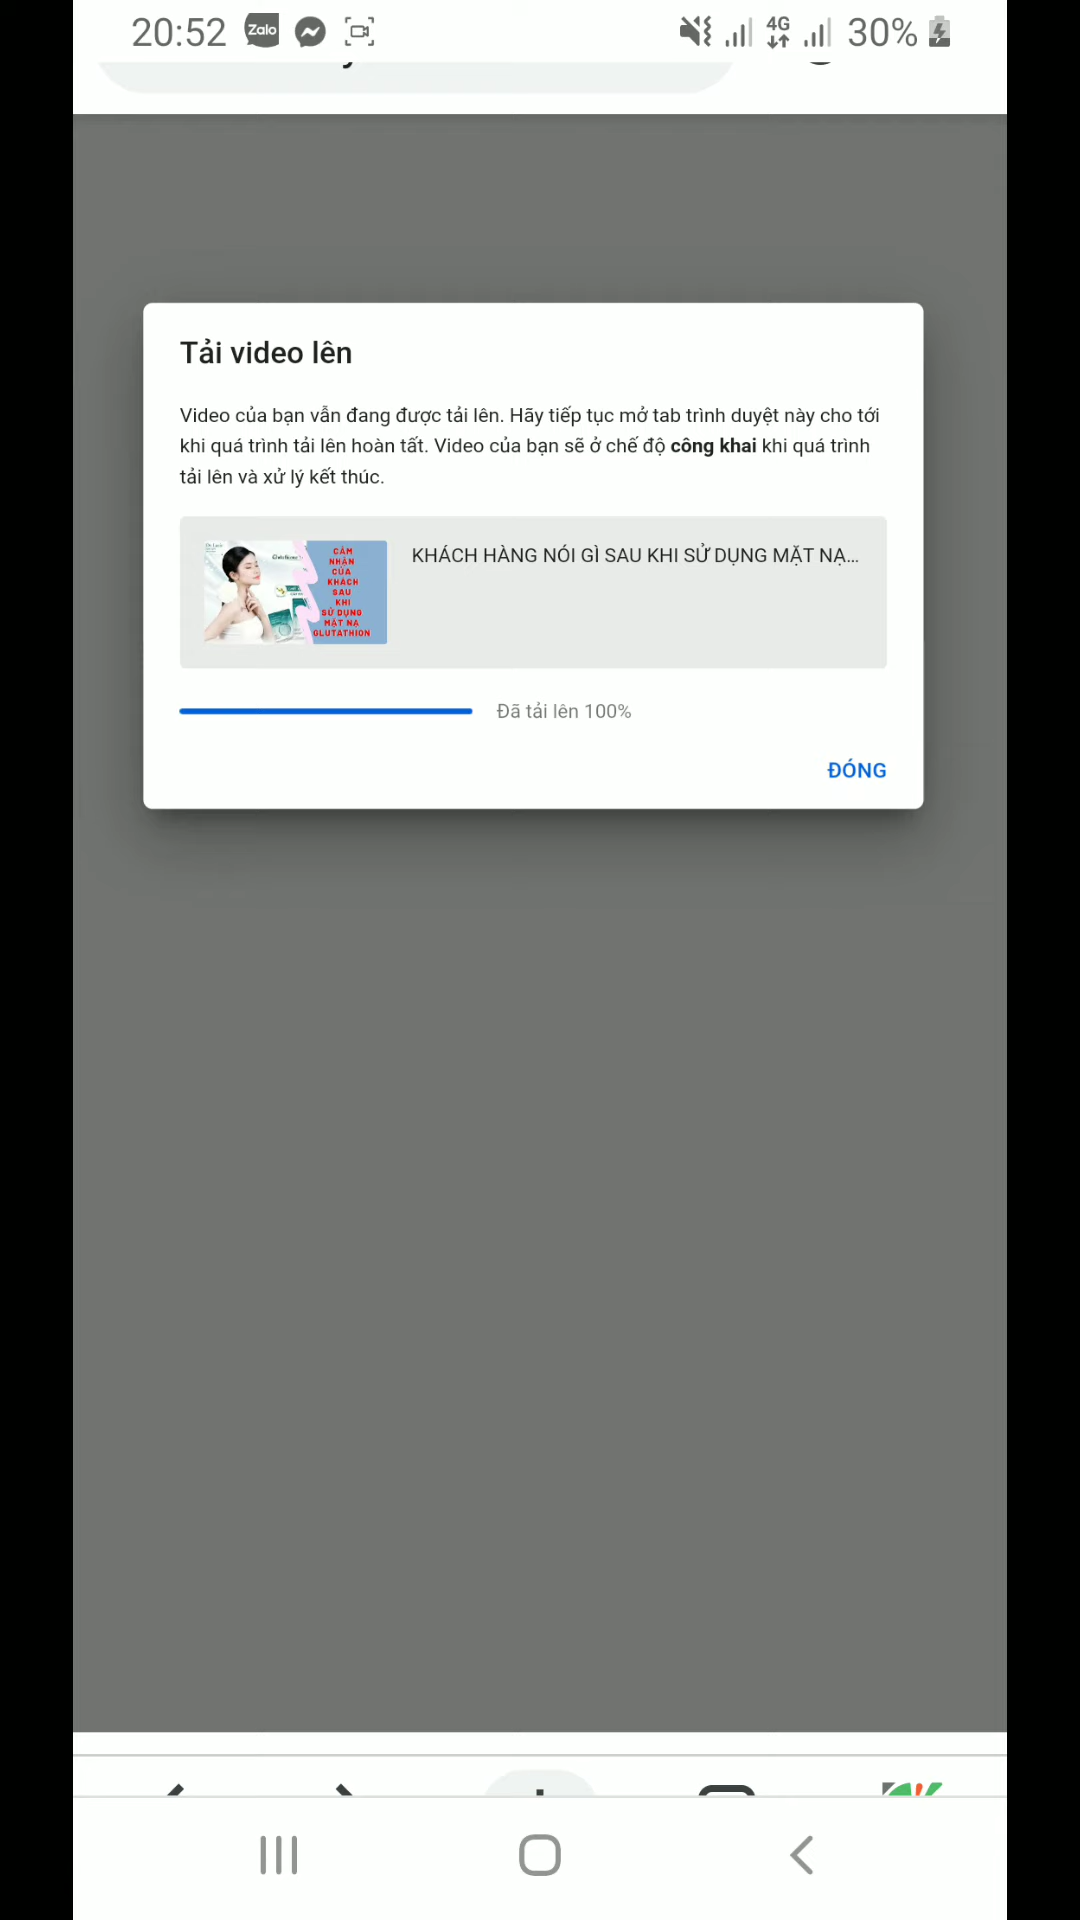 20:52
Zalo
4G
30%
Tải video lên
Video của bạn vẫn đang được tải lên. Hãy tiếp tục mở tab trình duyệt này cho tới
khi quá trình tải lên hoàn tất. Video của bạn sẽ ở chế độ công khai khi quá trình
tải lên và xử lý kết thúc.
CẢM
NHẬN
CỦA
KHÁCH
SAU
KHI
SỬ DỤNG
MẶT NẠ
GLUTATHION
KHÁCH HÀNG NÓI GÌ SAU KHI SỬ DỤNG MẶT NẠ...
Đã tải lên 100%
ĐÓNG